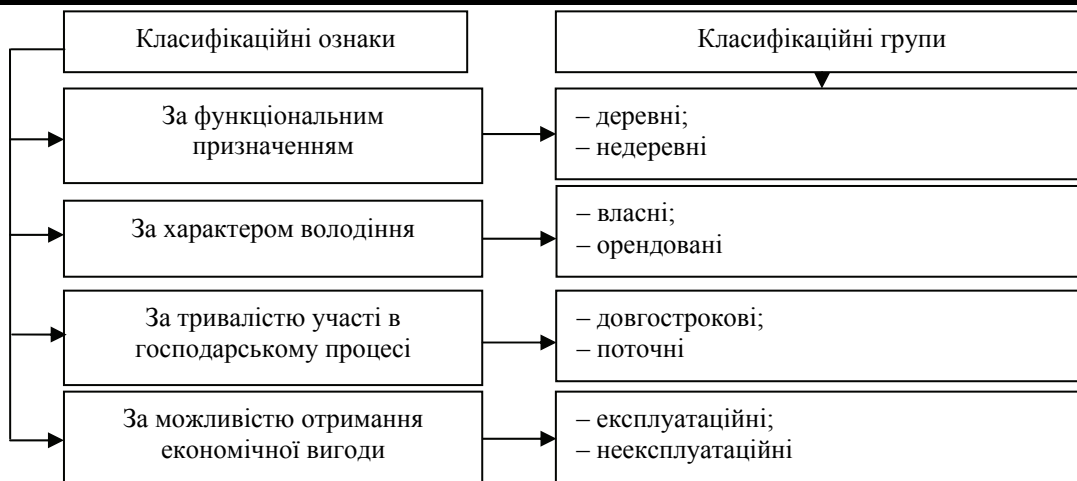 Класифікаційні ознаки
Класифікаційні групи
За функціональним
призначенням
– деревні;
– недеревні
За характером володіння
– власні;
– орендовані
За тривалістю участі в
господарському процесі
– довгострокові;
– поточні
За можливістю отримання
економічної вигоди
– експлуатаційні;
– неексплуатаційні